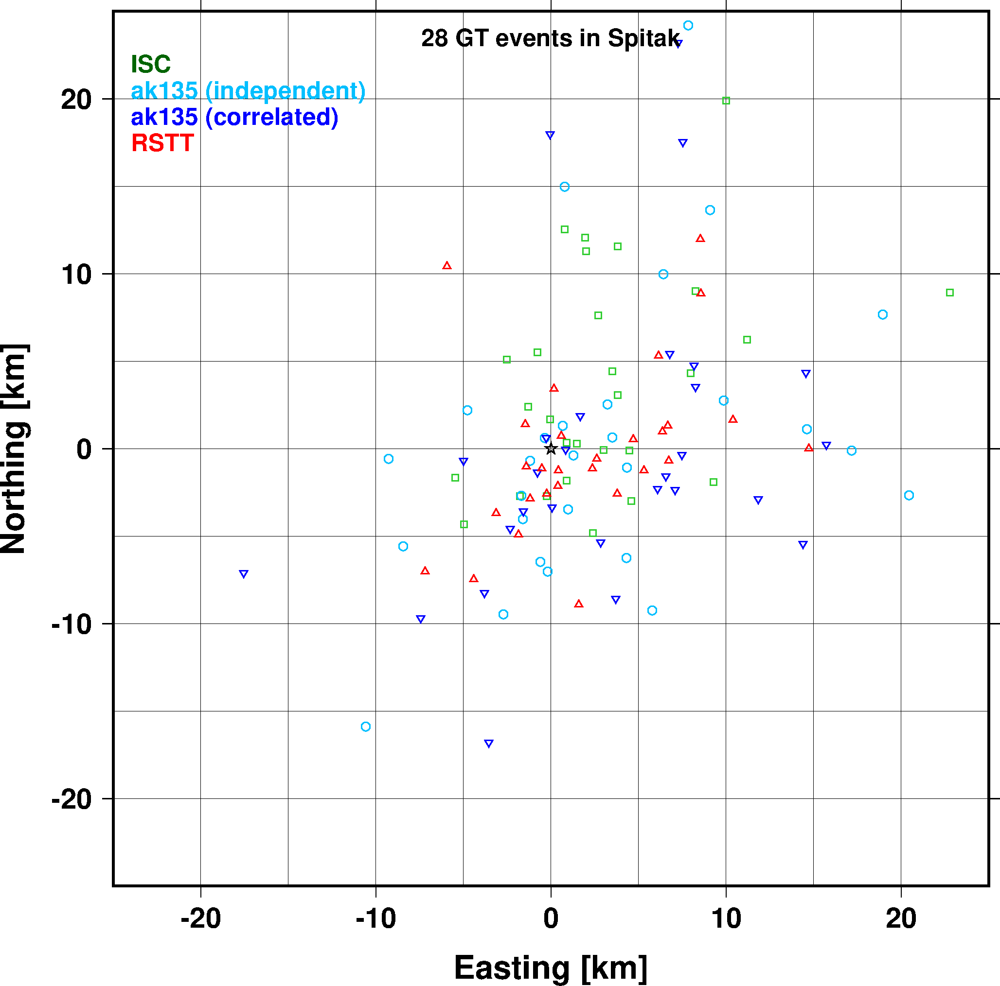 28 GT events in Spitak
ISC
ak135 (independent)
ak135 (correlated)
RSTT
20
10
0
-10
-20
Northing [km]
-20
-10
0
10
20
Easting [km]